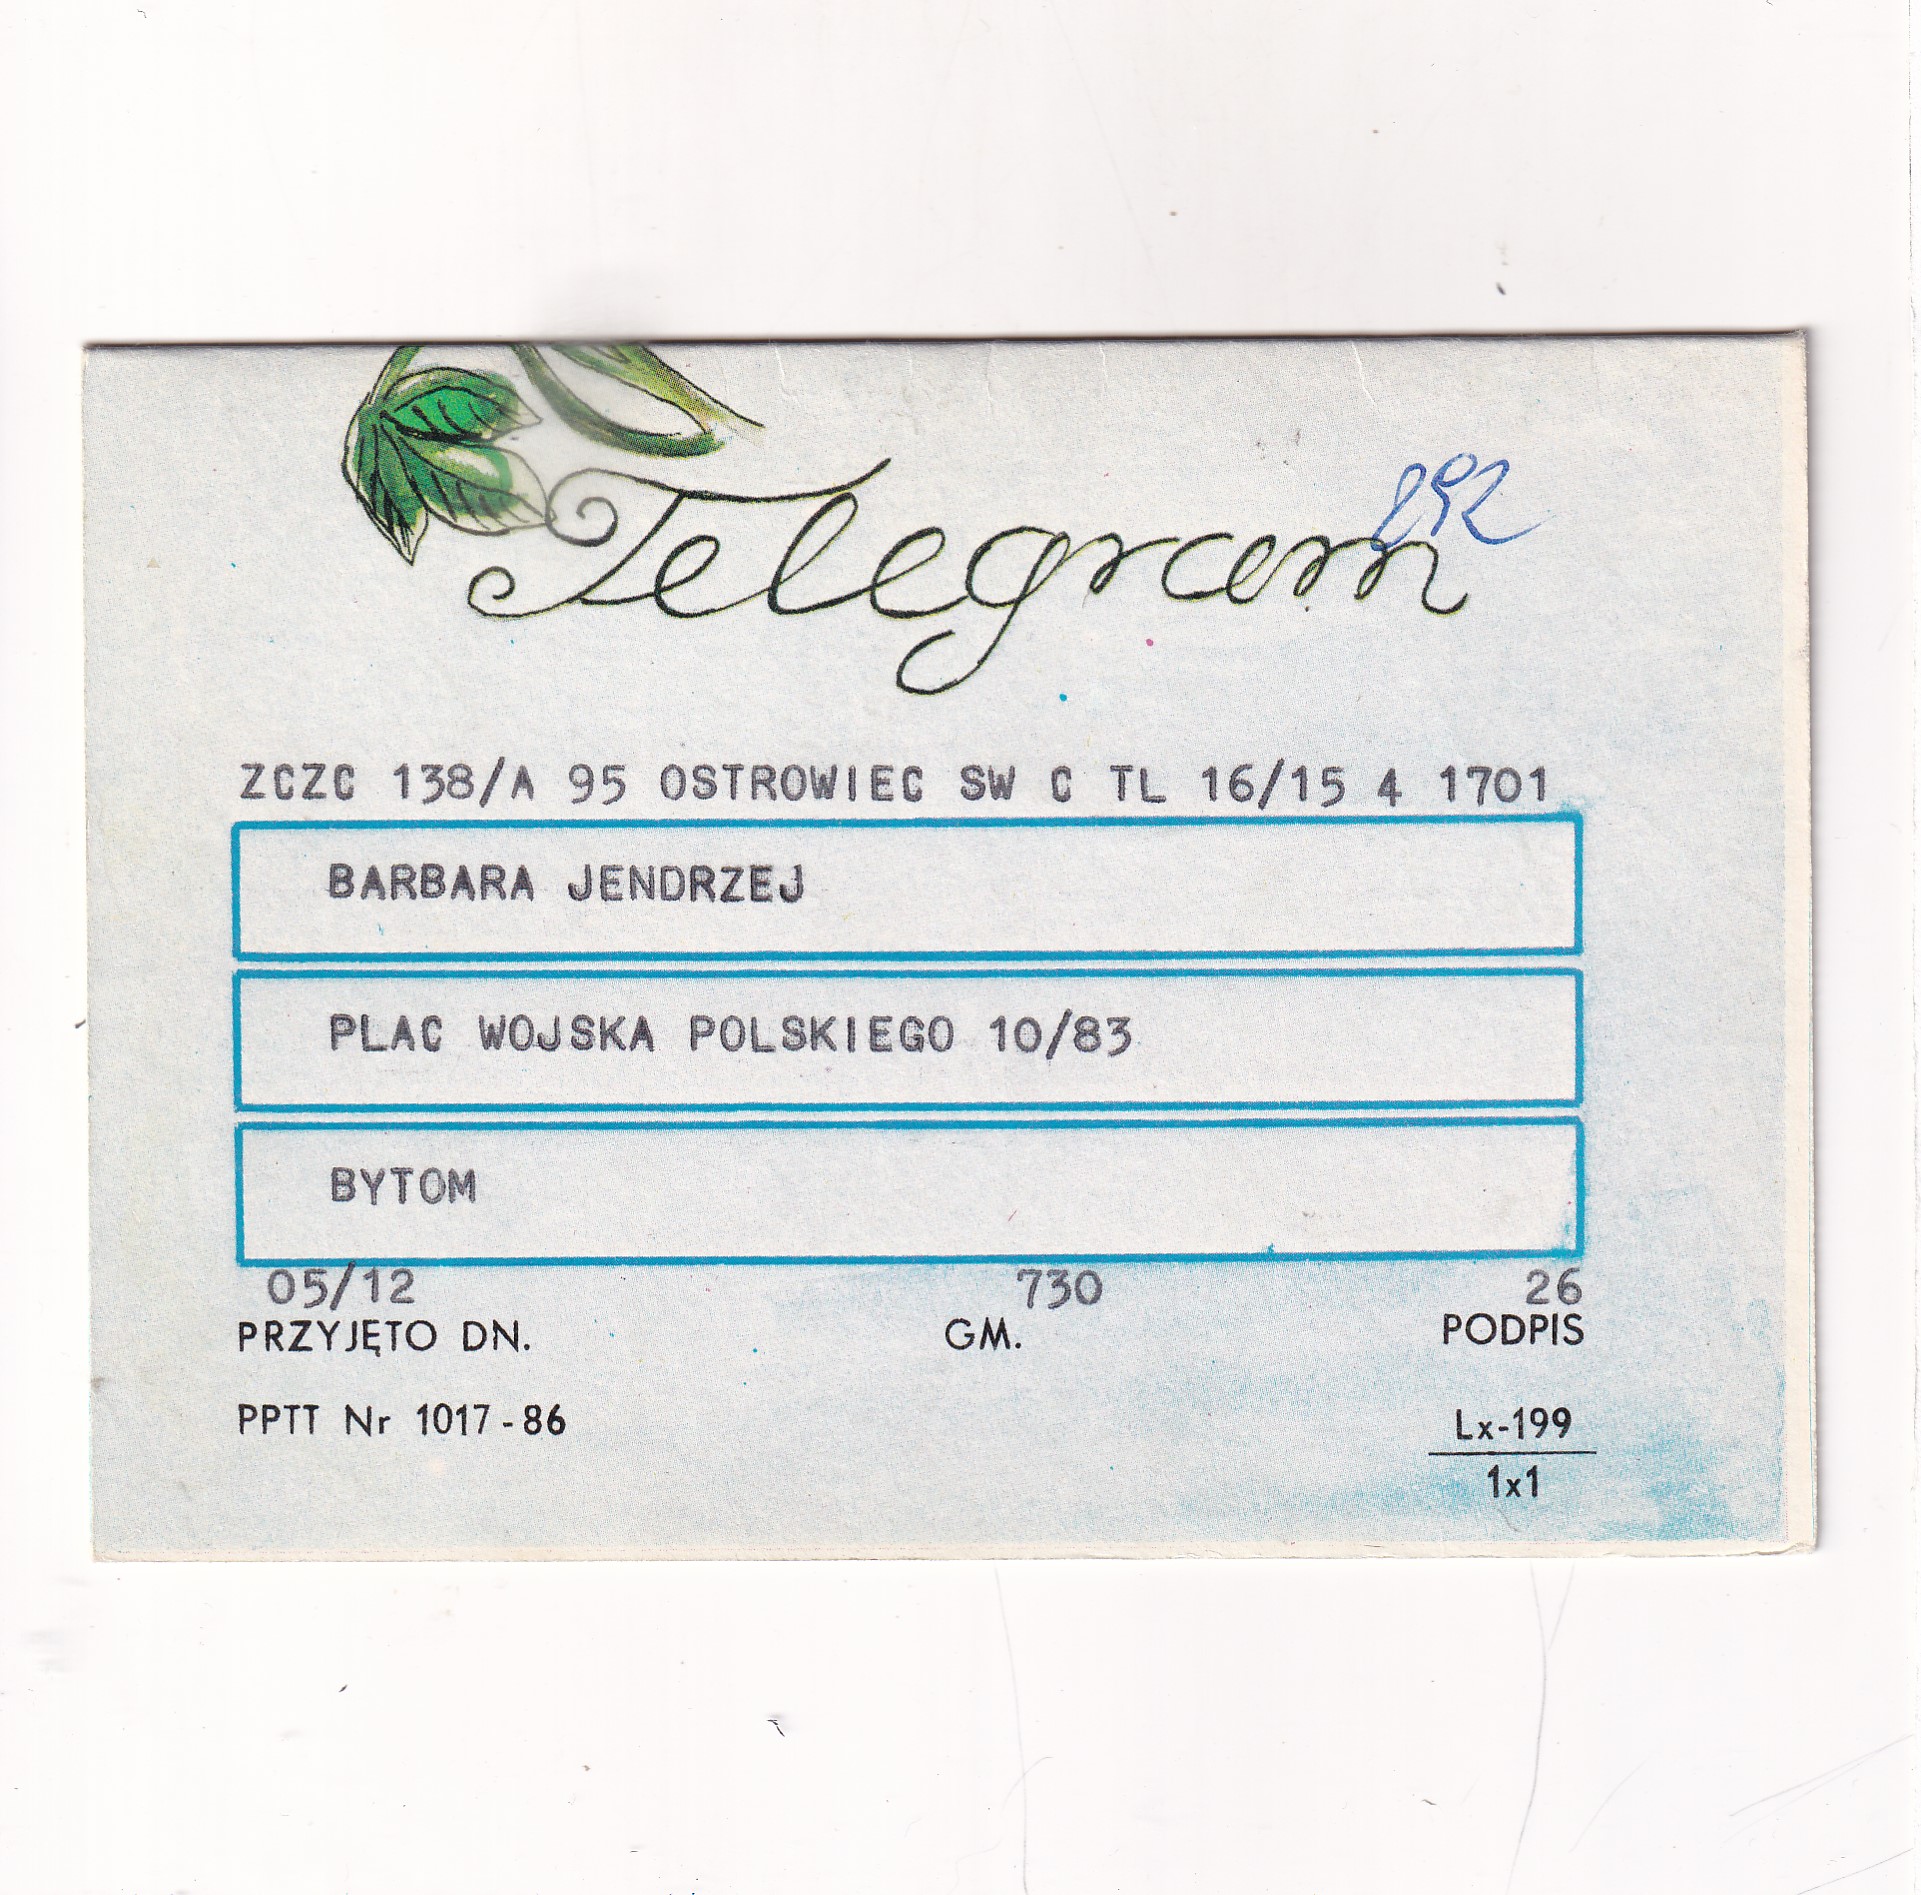 Telegram
892
ZCZC 138/A 95 OSTROWIEC SW C TL 16/15 4 1701
BARBARA JENDRZEJ
PLAC WOJSKA POLSKIEGO 10/83
BYTOM
05/12 730 26
PRZYJĘTO DN. GM. PODPIS
PPTT Nr 1017-86 Lx-199
1x1